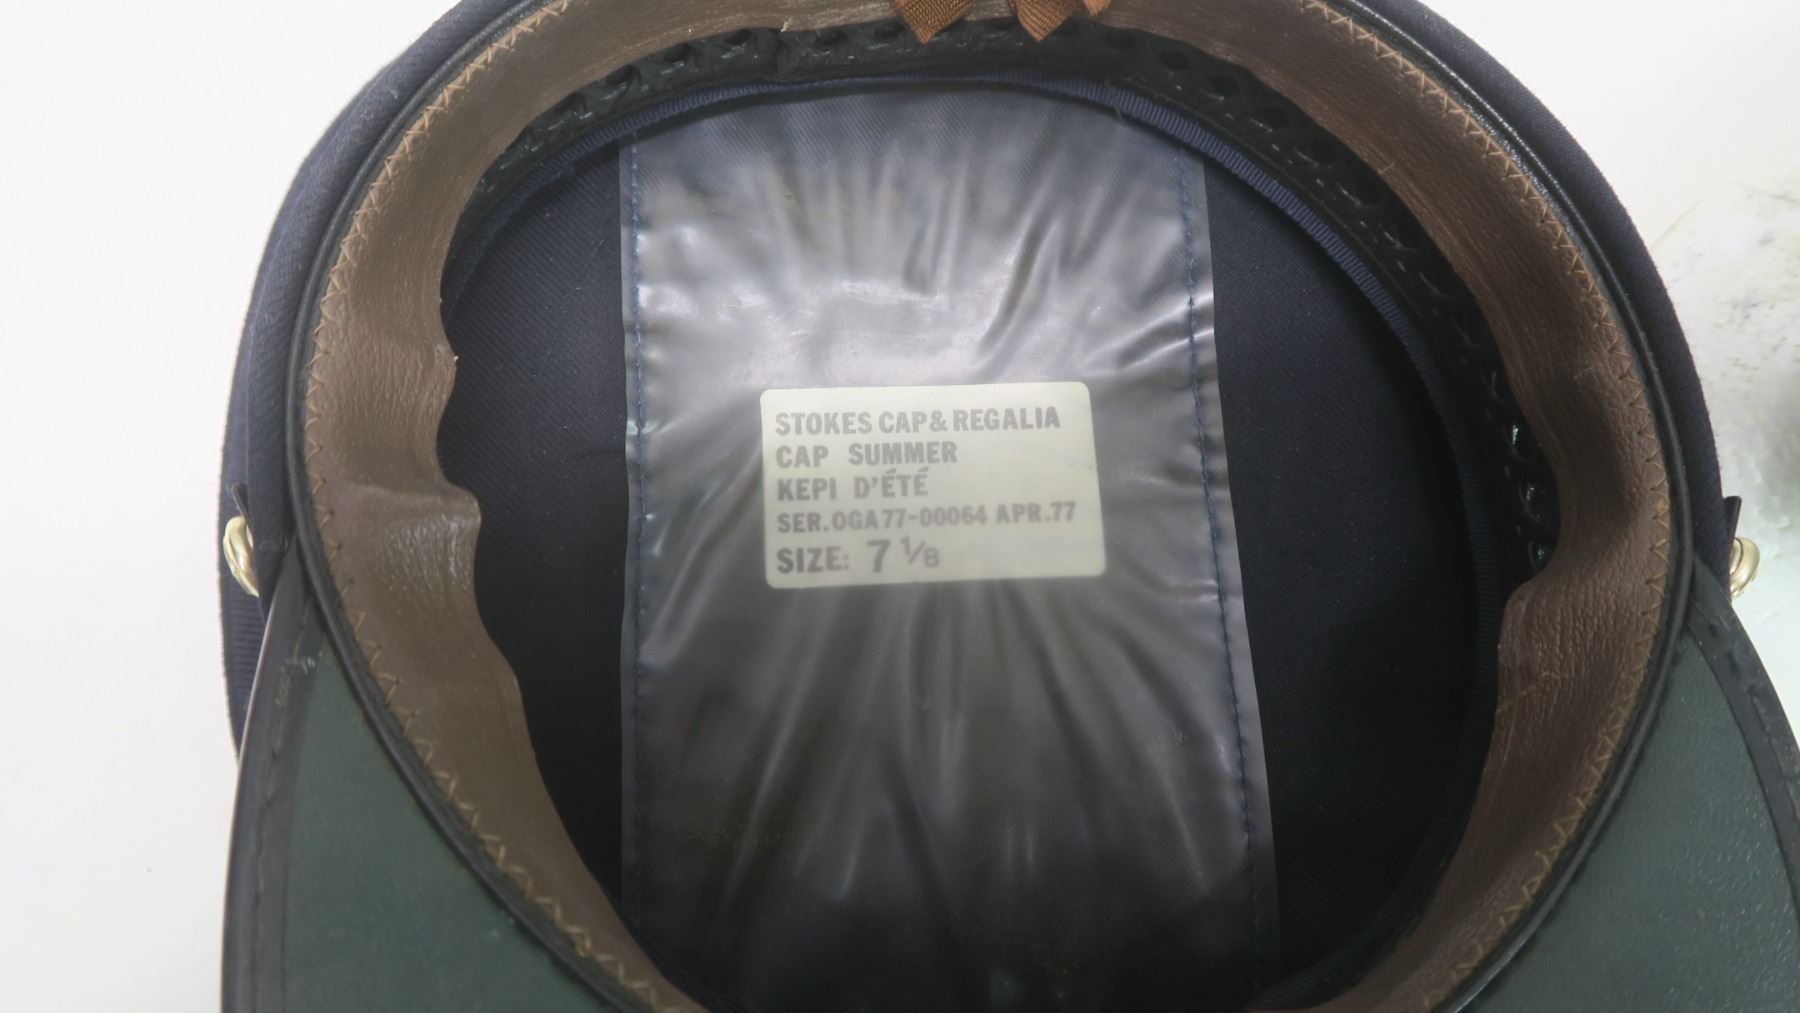 STOKES CAP & REGALIA
CAP SUMMER
KEPI D'ÉTÉ
SER.OGA77-00064 APR.77
SIZE: 7 1/8